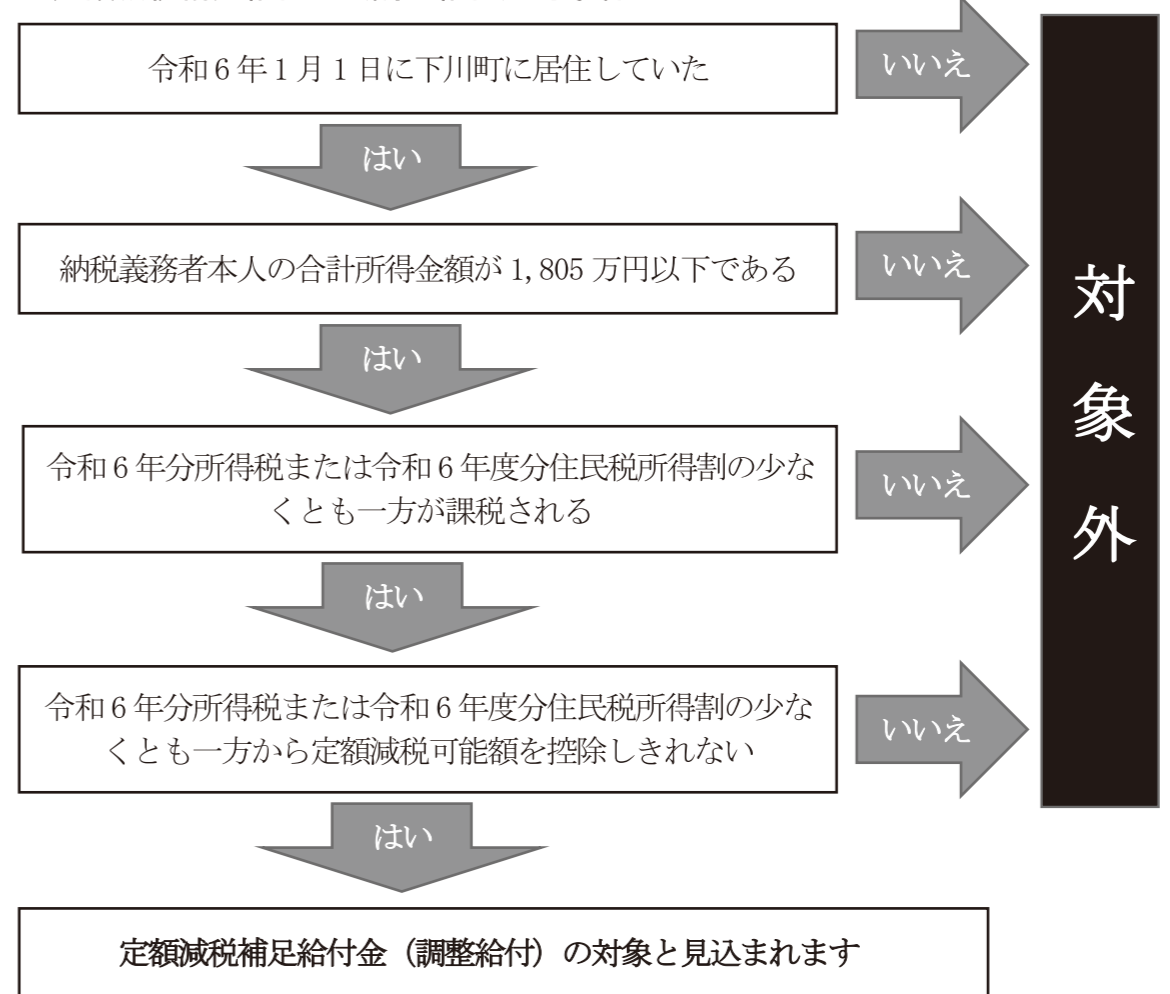 令和６年１月１日に下川町に居住していた
いいえ
はい
納税義務者本人の合計所得金額が 1,805 万円以下である
いいえ
はい
令和６年分所得税または令和６年度分住民税所得割の少な
くとも一方が課税される
いいえ
はい
令和６年分所得税または令和６年度分住民税所得割の少な
くとも一方から定額減税可能額を控除しきれない
いいえ
はい
定額減税補足給付金（調整給付）の対象と見込まれます
対象外